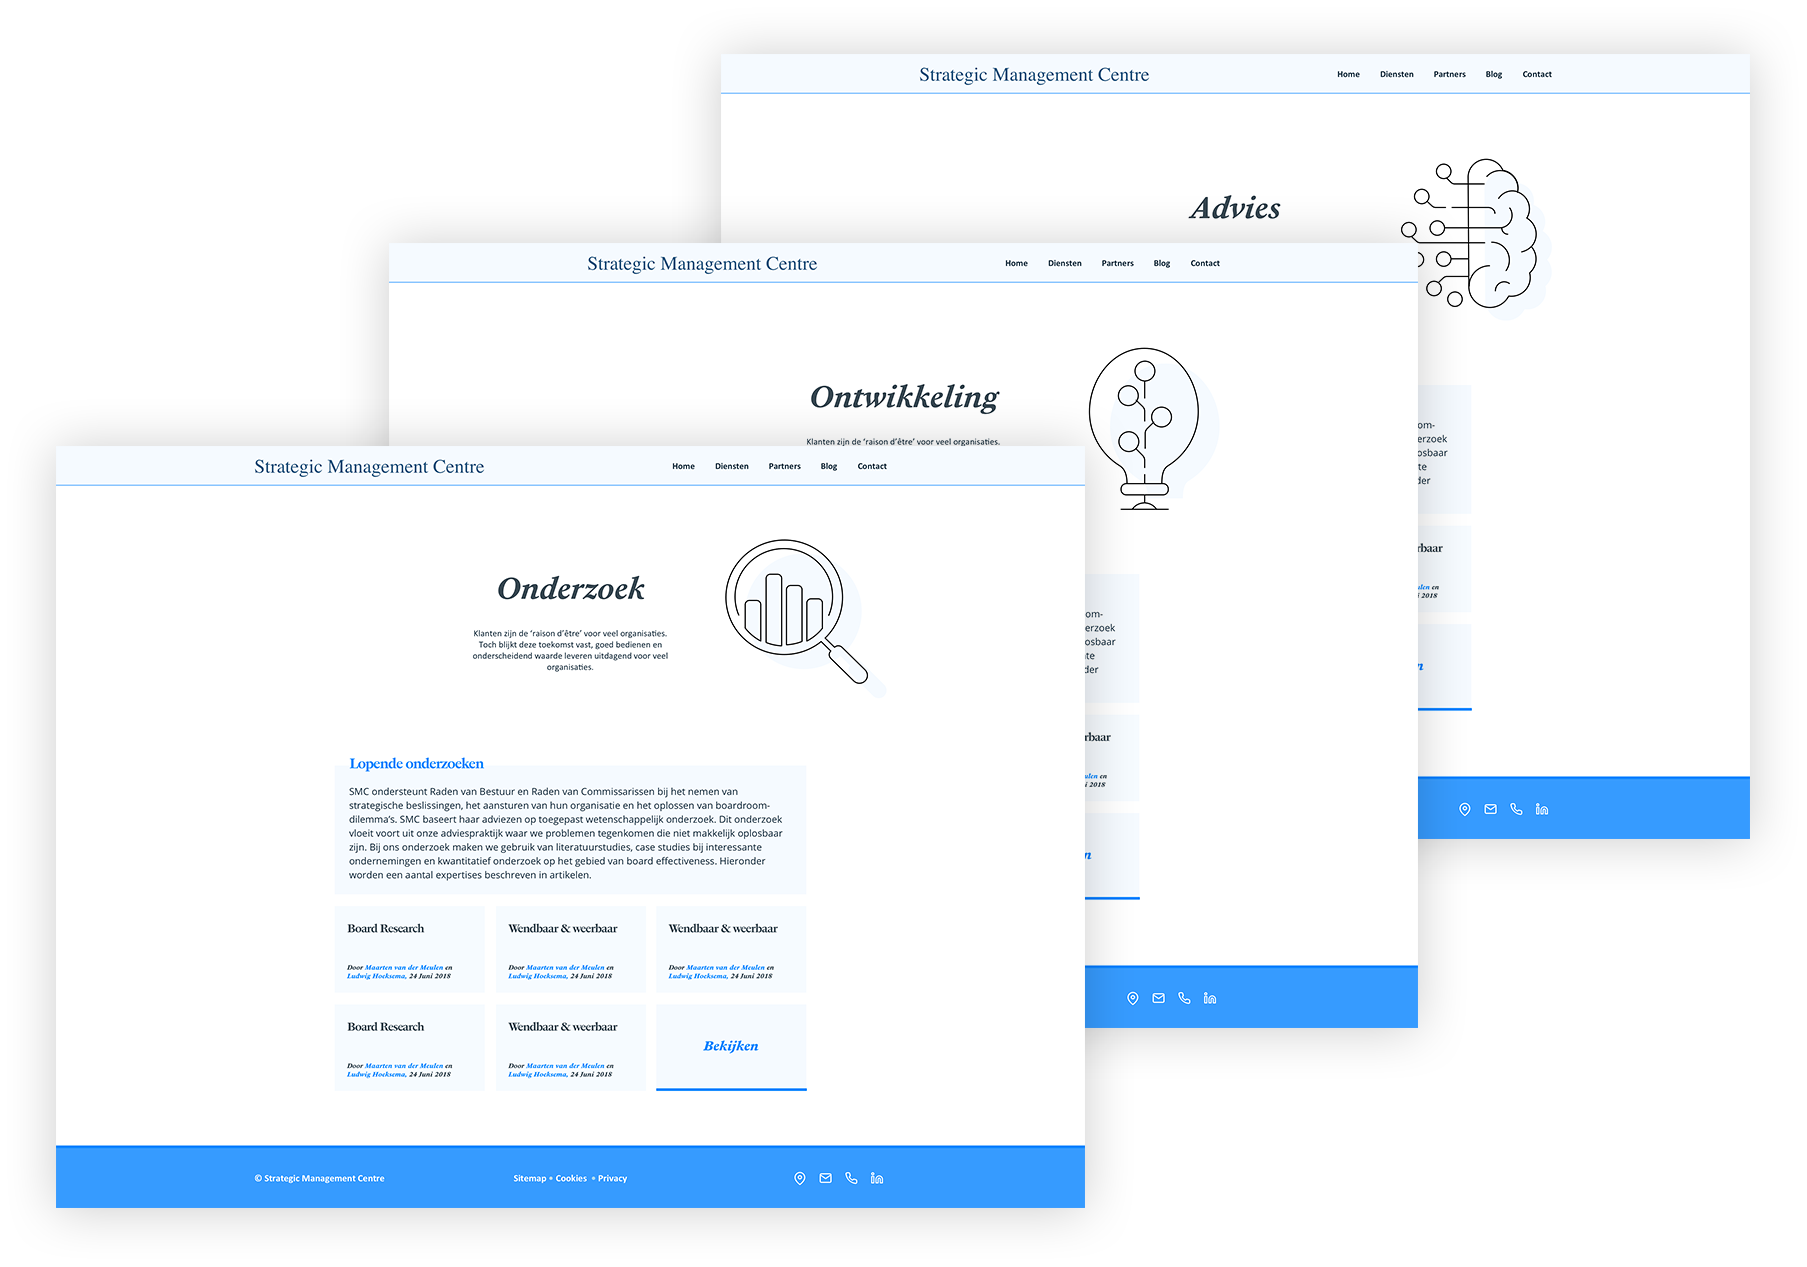 Strategic Management Centre
Home Diensten Partners Blog Contact
Advies
om-
erzoek
osbaar
te
der
rbaar
ulen en
i 2018
n
Strategic Management Centre
Home Diensten Partners Blog Contact
Ontwikkeling
Klanten zijn de ‘raison d’être’ voor veel organisaties.
om-
derzoek
losbaar
te
der
rbaar
ulen en
i 2018
n
Strategic Management Centre
Home Diensten Partners Blog Contact
Onderzoek
Klanten zijn de ‘raison d’être’ voor veel organisaties.
Toch blijkt deze toekomst vast, goed bedienen en
onderscheidend waarde leveren uitdagend voor veel
organisaties.
Lopende onderzoeken
SMC ondersteunt Raden van Bestuur en Raden van Commissarissen bij het nemen van
strategische beslissingen, het aansturen van hun organisatie en het oplossen van boardroom-
dilemma’s. SMC baseert haar adviezen op toegepast wetenschappelijk onderzoek. Dit onderzoek
vloeit voort uit onze adviespraktijk waar we problemen tegenkomen die niet makkelijk oplosbaar
zijn. Bij ons onderzoek maken we gebruik van literatuurstudies, case studies bij interessante
ondernemingen en kwantitatief onderzoek op het gebied van board effectiveness. Hieronder
worden een aantal expertises beschreven in artikelen.
Board Research
Door Maarten van der Meulen en
Ludwig Hoeksema, 24 Juni 2018
Wendbaar & weerbaar
Door Maarten van der Meulen en
Ludwig Hoeksema, 24 Juni 2018
Wendbaar & weerbaar
Door Maarten van der Meulen en
Ludwig Hoeksema, 24 Juni 2018
Board Research
Door Maarten van der Meulen en
Ludwig Hoeksema, 24 Juni 2018
Wendbaar & weerbaar
Door Maarten van der Meulen en
Ludwig Hoeksema, 24 Juni 2018
Bekijken
© Strategic Management Centre
Sitemap • Cookies • Privacy